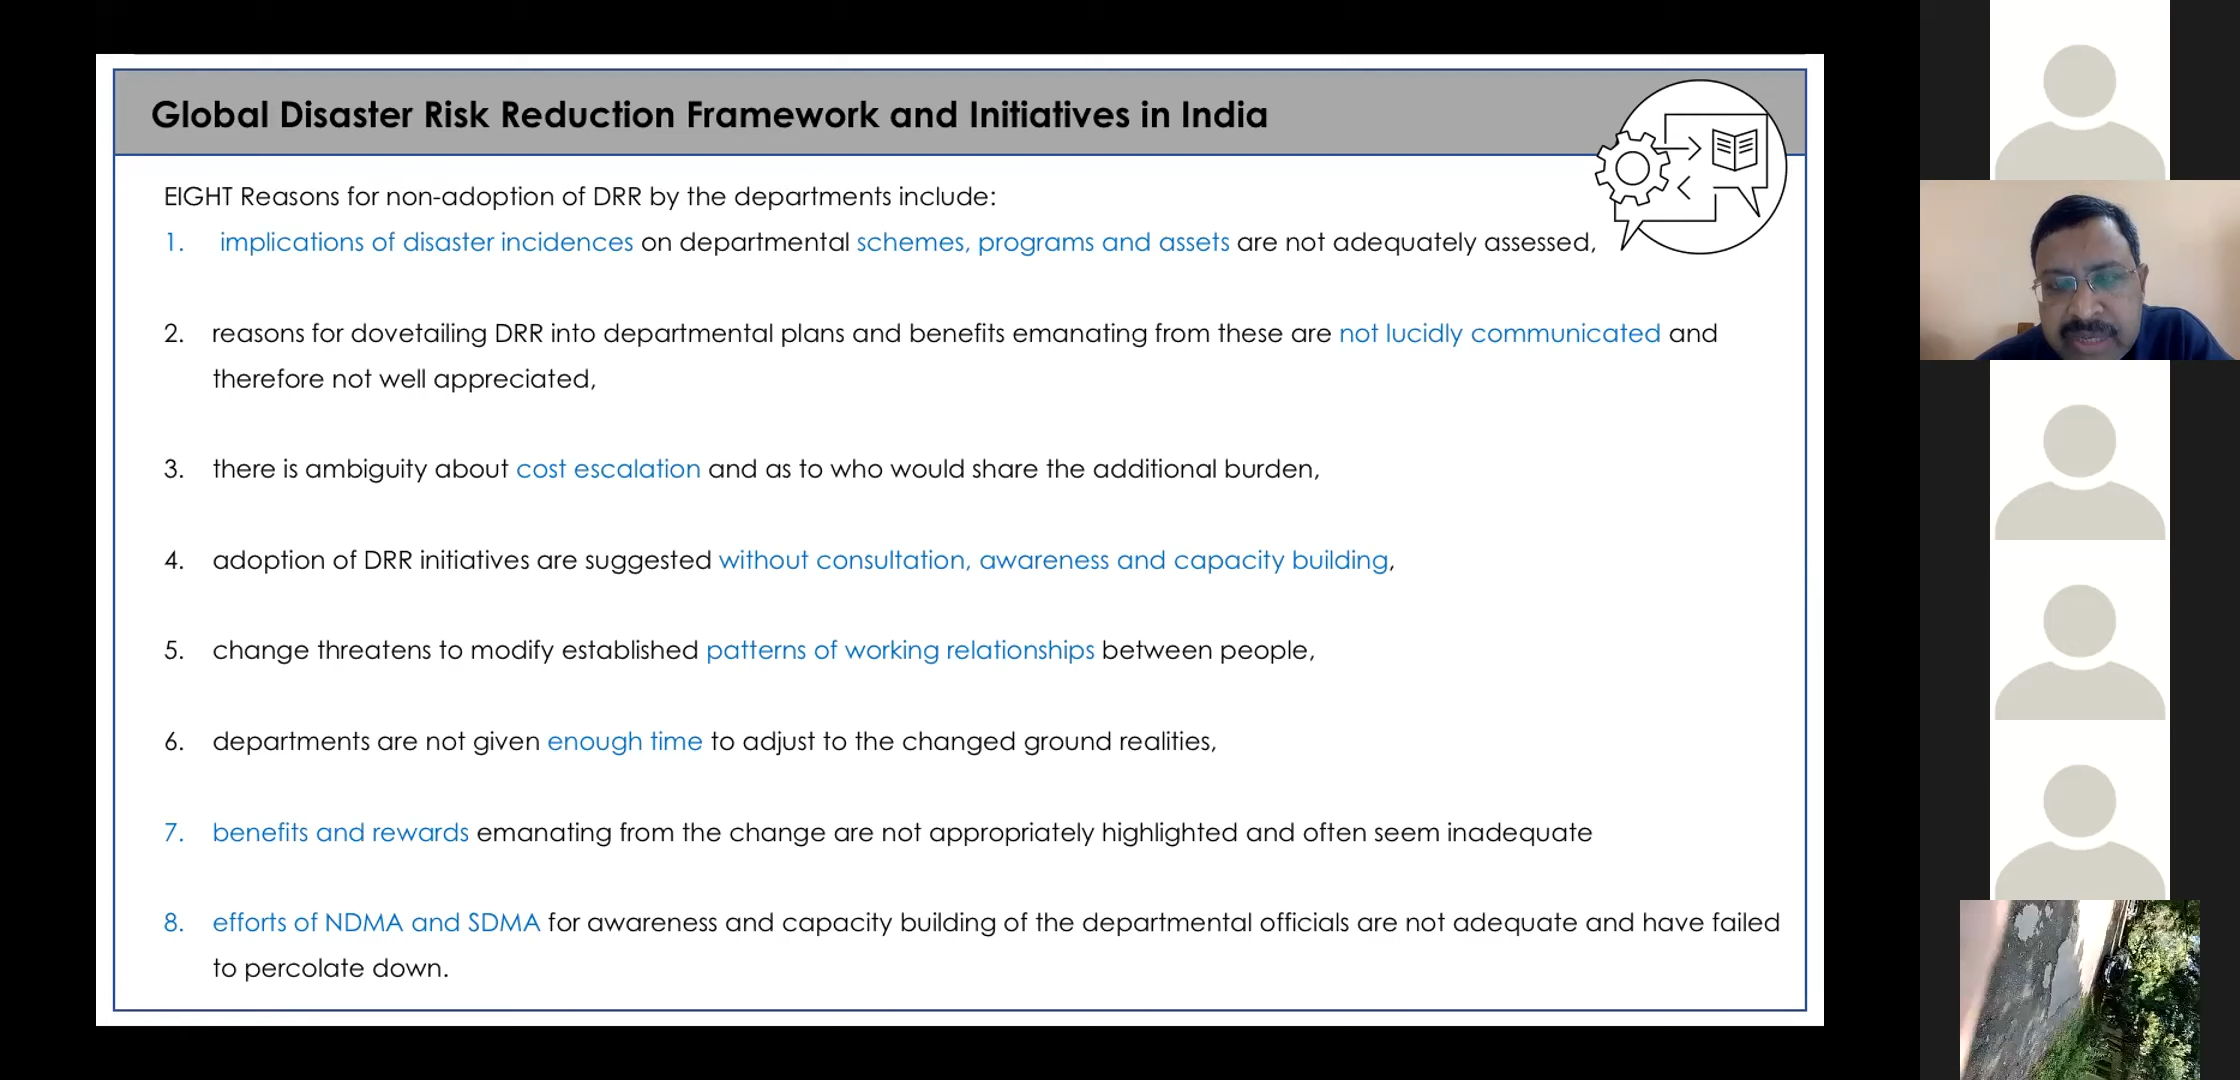 Global Disaster Risk Reduction Framework and Initiatives in India
EIGHT Reasons for non-adoption of DRR by the departments include:
1. implications of disaster incidences on departmental schemes, programs and assets are not adequately assessed,
2. reasons for dovetailing DRR into departmental plans and benefits emanating from these are not lucidly communicated and
therefore not well appreciated,
3. there is ambiguity about cost escalation and as to who would share the additional burden,
4. adoption of DRR initiatives are suggested without consultation, awareness and capacity building,
5. change threatens to modify established patterns of working relationships between people,
6. departments are not given enough time to adjust to the changed ground realities,
7. benefits and rewards emanating from the change are not appropriately highlighted and often seem inadequate
8. efforts of NDMA and SDMA for awareness and capacity building of the departmental officials are not adequate and have failed
to percolate down.